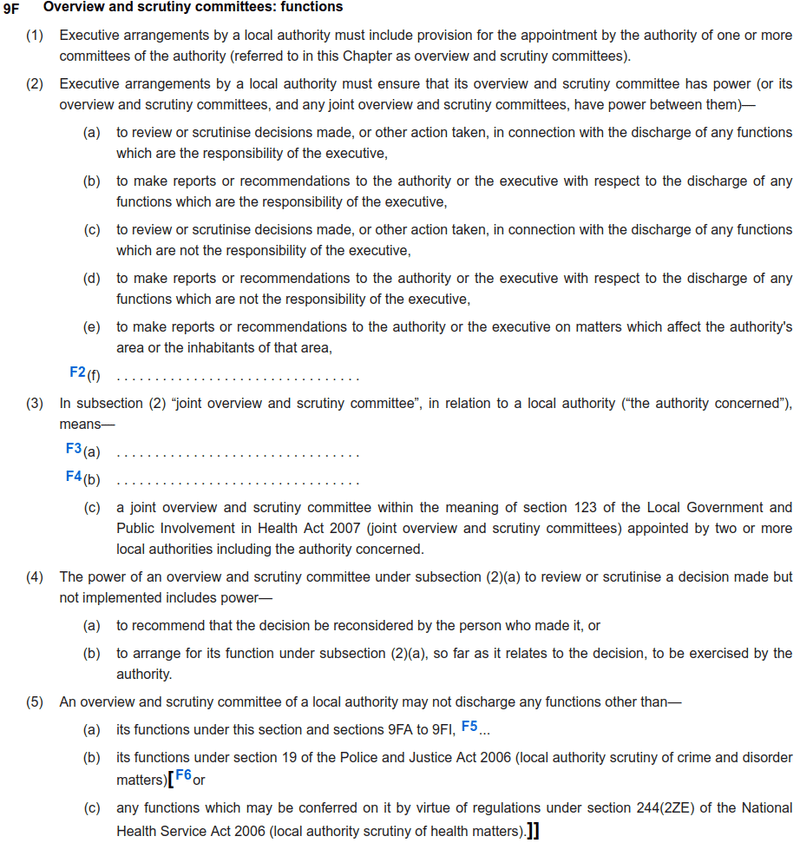 9F Overview and scrutiny committees: functions
(1) Executive arrangements by a local authority must include provision for the appointment by the authority of one or more
committees of the authority (referred to in this Chapter as overview and scrutiny committees).
(2) Executive arrangements by a local authority must ensure that its overview and scrutiny committee has power (or its
overview and scrutiny committees, and any joint overview and scrutiny committees, have power between them)—
(a) to review or scrutinise decisions made, or other action taken, in connection with the discharge of any functions
which are the responsibility of the executive,
(b) to make reports or recommendations to the authority or the executive with respect to the discharge of any
functions which are the responsibility of the executive,
(c) to review or scrutinise decisions made, or other action taken, in connection with the discharge of any functions
which are not the responsibility of the executive,
(d) to make reports or recommendations to the authority or the executive with respect to the discharge of any
functions which are not the responsibility of the executive,
(e) to make reports or recommendations to the authority or the executive on matters which affect the authority's
area or the inhabitants of that area,
F2(f) . . . . . . . . . . . . . . . . . . . . . . . . . . . . . . . .
(3) In subsection (2) “joint overview and scrutiny committee”, in relation to a local authority (“the authority concerned”),
means—
F3(a) . . . . . . . . . . . . . . . . . . . . . . . . . . . . . . . .
F4(b) . . . . . . . . . . . . . . . . . . . . . . . . . . . . . . . .
(c) a joint overview and scrutiny committee within the meaning of section 123 of the Local Government and
Public Involvement in Health Act 2007 (joint overview and scrutiny committees) appointed by two or more
local authorities including the authority concerned.
(4) The power of an overview and scrutiny committee under subsection (2)(a) to review or scrutinise a decision made but
not implemented includes power—
(a) to recommend that the decision be reconsidered by the person who made it, or
(b) to arrange for its function under subsection (2)(a), so far as it relates to the decision, to be exercised by the
authority.
(5) An overview and scrutiny committee of a local authority may not discharge any functions other than—
(a) its functions under this section and sections 9FA to 9FI, F5...
(b) its functions under section 19 of the Police and Justice Act 2006 (local authority scrutiny of crime and disorder
matters)[F6or
(c) any functions which may be conferred on it by virtue of regulations under section 244(2ZE) of the National
Health Service Act 2006 (local authority scrutiny of health matters).]]